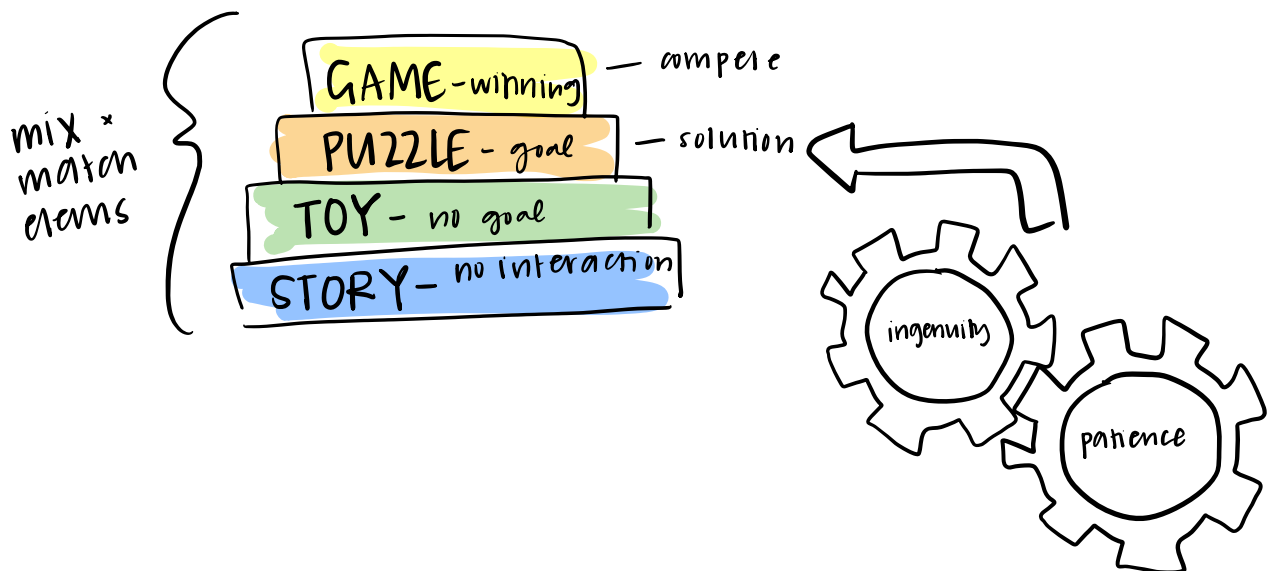 GAME - winning — compete
PUZZLE - goal — solution
TOY - no goal
STORY - no interaction
mix *
match
elems
ingenuity
patience